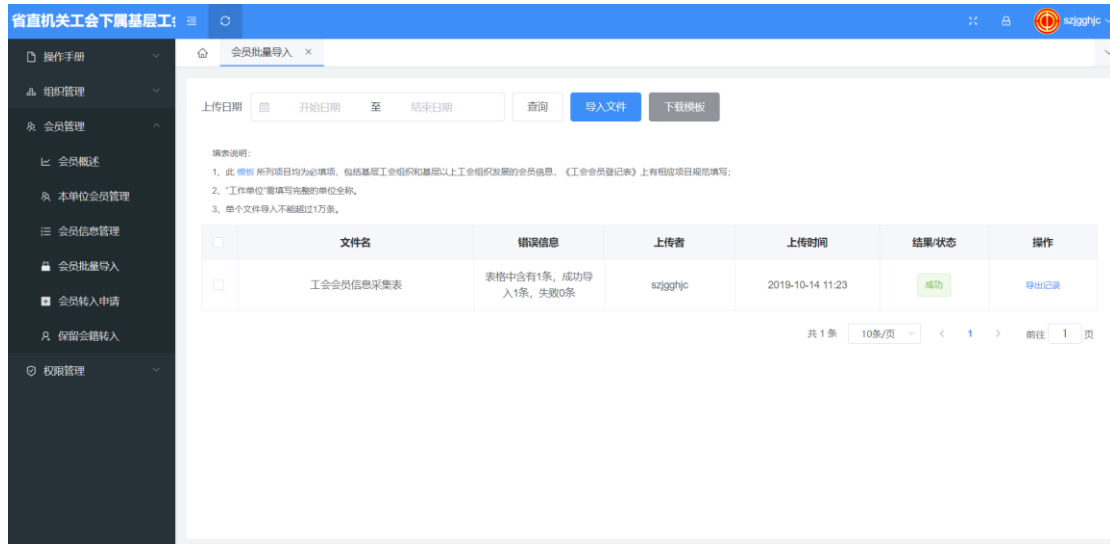 省直机关工会下属基层工会
szjgghjc
操作手册
组织管理
会员管理
会员概述
本单位会员管理
会员信息管理
会员批量导入
会员转入申请
保留会籍转入
权限管理
会员批量导入 ×
上传日期 开始日期 至 结束日期 查询 导入文件 下载模板
填表说明:
1、此 模板 所列项目均为必填项,包括基层工会组织和基层以上工会组织发展的会员信息,《工会会员登记表》上有相应项目规范填写;
2、"工作单位"需填写完整的单位全称。
3、单个文件导入不能超过1万条。
文件名 错误信息 上传者 上传时间 结果/状态 操作
工会会员信息采集表 表格中含有1条,成功导 szjgghjc 2019-10-14 11:23 成功 导出记录
入1条,失败0条
共 1 条 10条/页 < 1 > 前往 1 页